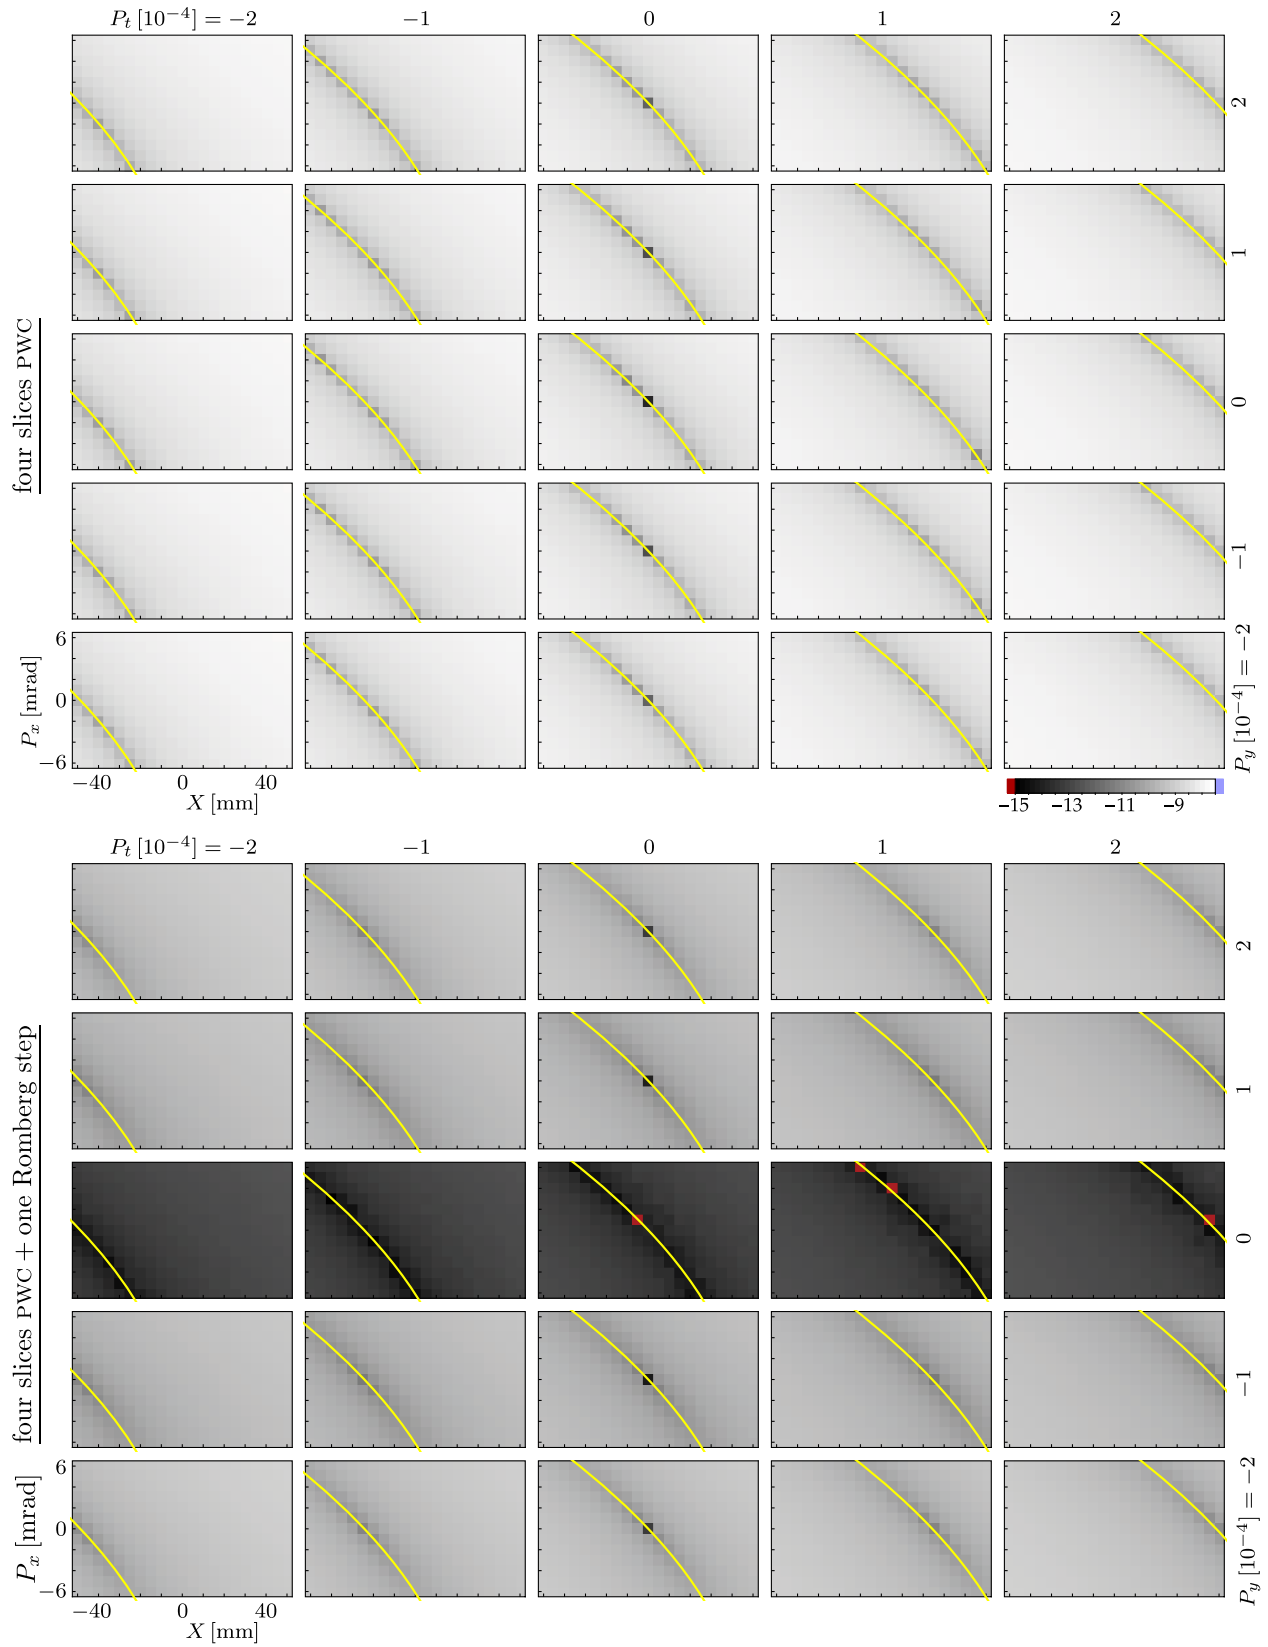 P_t [10^{-4}] = −2 −1 0 1 2
four slices PWC
2
1
0
−1
P_y [10^{-4}] = −2
6
0
−6
P_x [mrad]
−40 0 40
X [mm]
−15 −13 −11 −9
P_t [10^{-4}] = −2 −1 0 1 2
four slices PWC + one Romberg step
2
1
0
−1
P_y [10^{-4}] = −2
6
0
−6
P_x [mrad]
−40 0 40
X [mm]